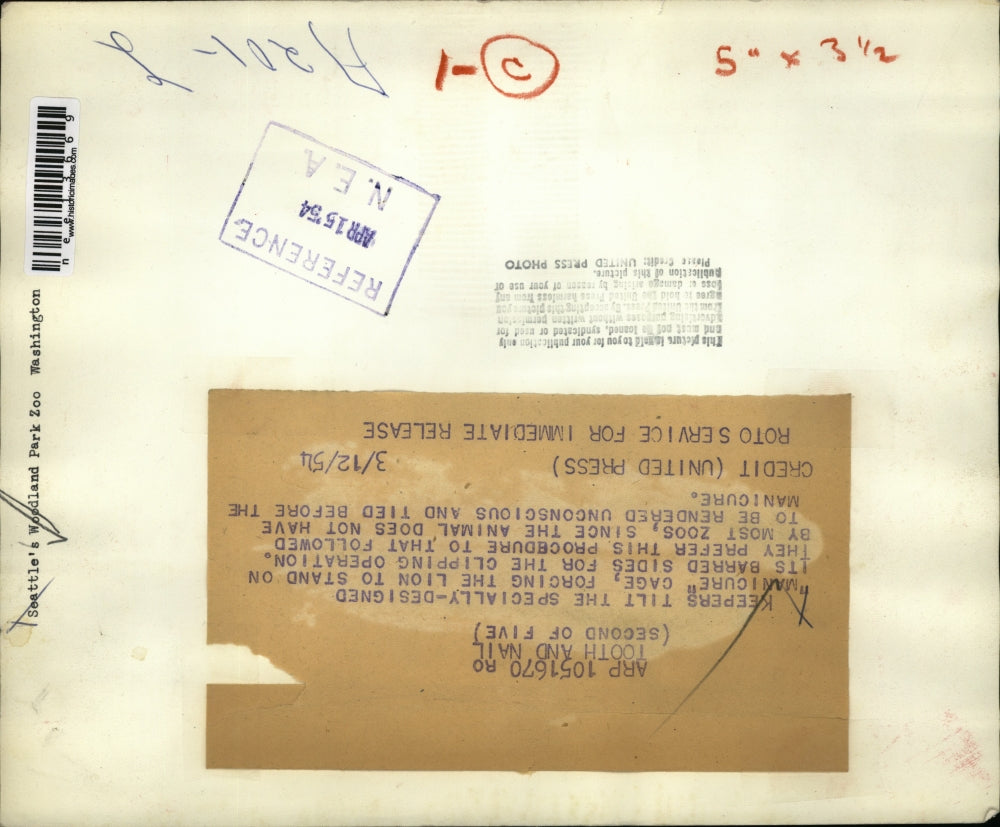 A201-2
1- C
5" x 3 1/2
nee13669
www.historicimages.com
Seattle's Woodland Park Zoo Washington
REFERENCE
APR 15 '54
N. E. A.
This picture is sold to you for your publication only
and must not be loaned, syndicated or used for
advertising purposes without written permission
from the United Press. By accepting this picture you
agree to hold the United Press harmless from any
loss or damage arising by reason of your use of
publication of this picture.
Please Credit: UNITED PRESS PHOTO
ARP 1051670 RO
TOOTH AND NAIL
(SECOND OF FIVE)
KEEPERS TILT THE SPECIALLY-DESIGNED
"MANICURE" CAGE, FORCING THE LION TO STAND ON
ITS BARRED SIDES FOR THE CLIPPING OPERATION.
THEY PREFER THIS PROCEDURE TO THAT FOLLOWED
BY MOST ZOOS, SINCE THE ANIMAL DOES NOT HAVE
TO BE RENDERED UNCONSCIOUS AND TIED BEFORE THE
MANICURE.
CREDIT (UNITED PRESS) 3/12/54
ROTO SERVICE FOR IMMEDIATE RELEASE